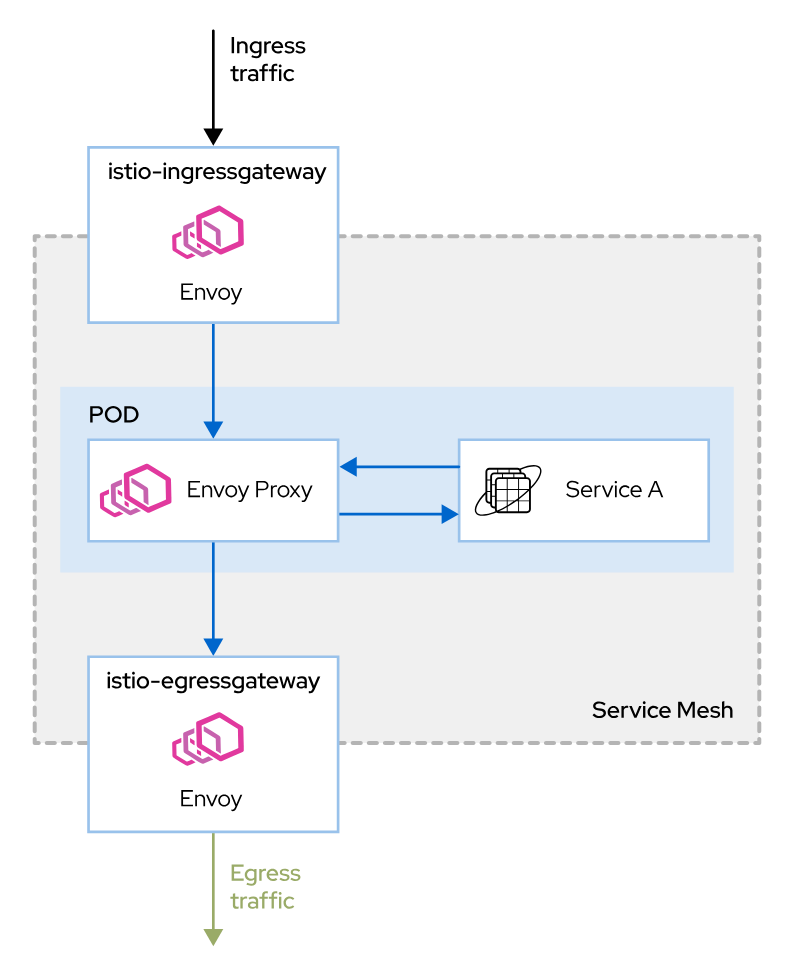 Ingress
traffic
istio-ingressgateway
Envoy
POD
Envoy Proxy
Service A
istio-egressgateway
Envoy
Service Mesh
Egress
traffic